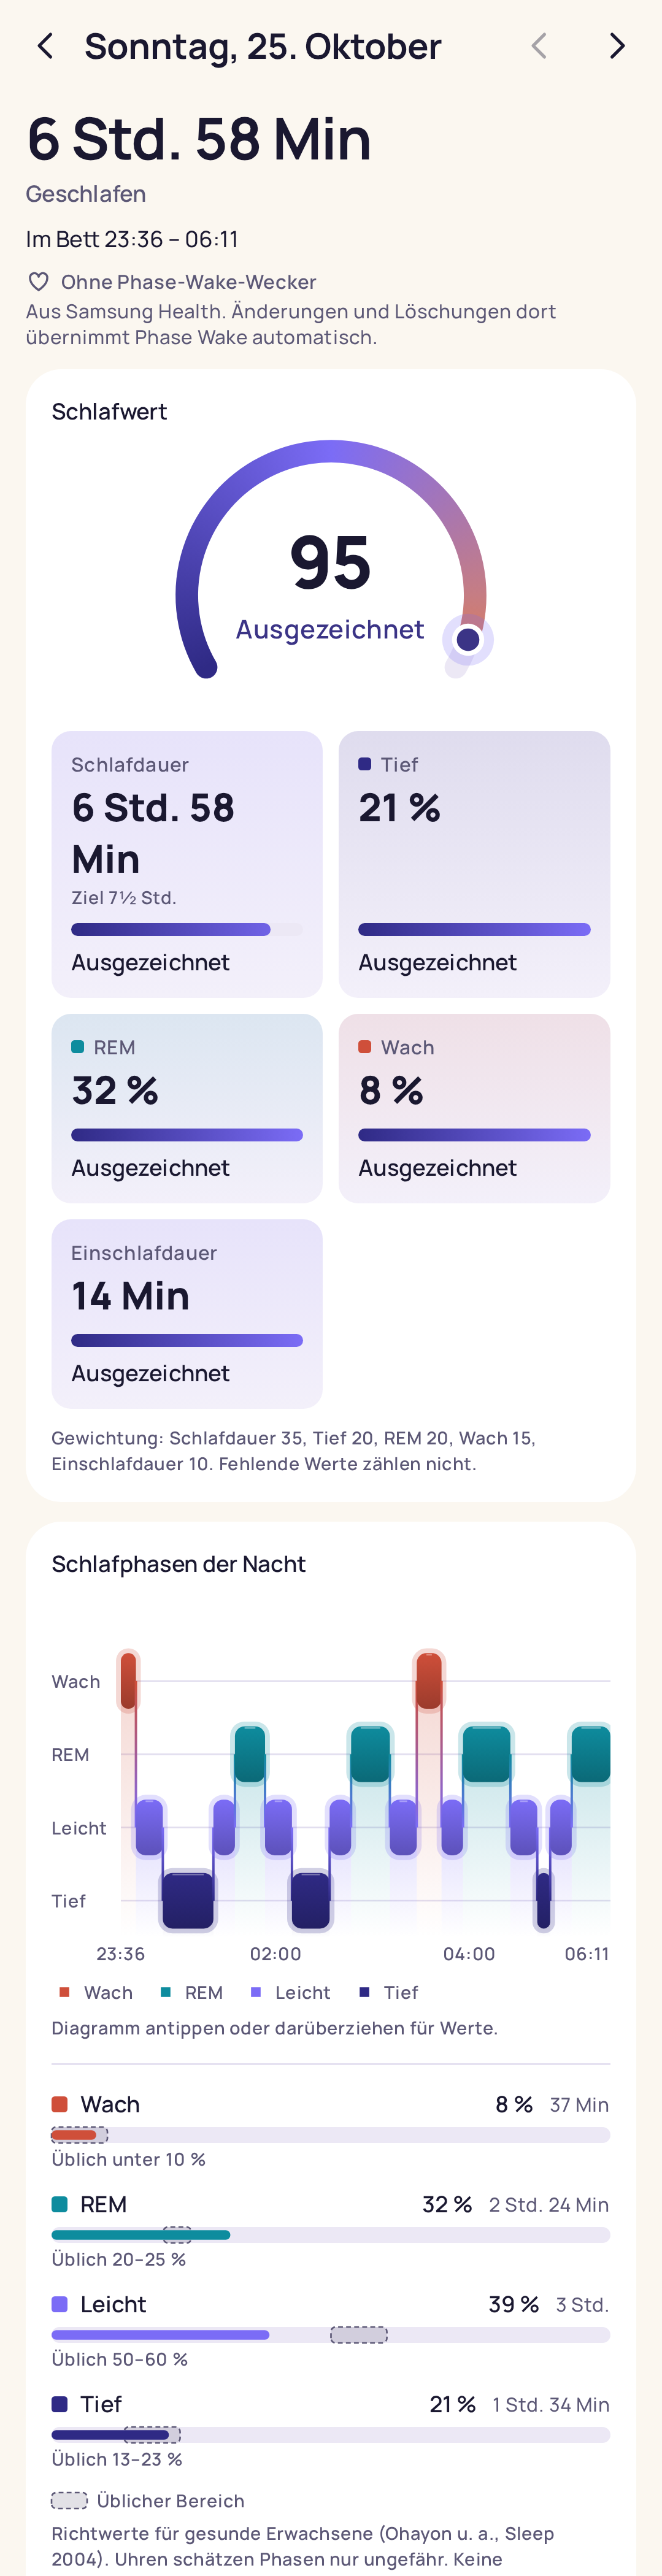 Sonntag, 25. Oktober
6 Std. 58 Min
Geschlafen
Im Bett 23:36 – 06:11
Ohne Phase-Wake-Wecker
Aus Samsung Health. Änderungen und Löschungen dort
übernimmt Phase Wake automatisch.
Schlafwert
95
Ausgezeichnet
Schlafdauer
6 Std. 58
Min
Ziel 7½ Std.
Ausgezeichnet
Tief
21 %
Ausgezeichnet
REM
32 %
Ausgezeichnet
Wach
8 %
Ausgezeichnet
Einschlafdauer
14 Min
Ausgezeichnet
Gewichtung: Schlafdauer 35, Tief 20, REM 20, Wach 15,
Einschlafdauer 10. Fehlende Werte zählen nicht.
Schlafphasen der Nacht
Wach
REM
Leicht
Tief
23:36 02:00 04:00 06:11
Wach REM Leicht Tief
Diagramm antippen oder darüberziehen für Werte.
Wach 8 % 37 Min
Üblich unter 10 %
REM 32 % 2 Std. 24 Min
Üblich 20–25 %
Leicht 39 % 3 Std.
Üblich 50–60 %
Tief 21 % 1 Std. 34 Min
Üblich 13–23 %
Üblicher Bereich
Richtwerte für gesunde Erwachsene (Ohayon u. a., Sleep
2004). Uhren schätzen Phasen nur ungefähr. Keine